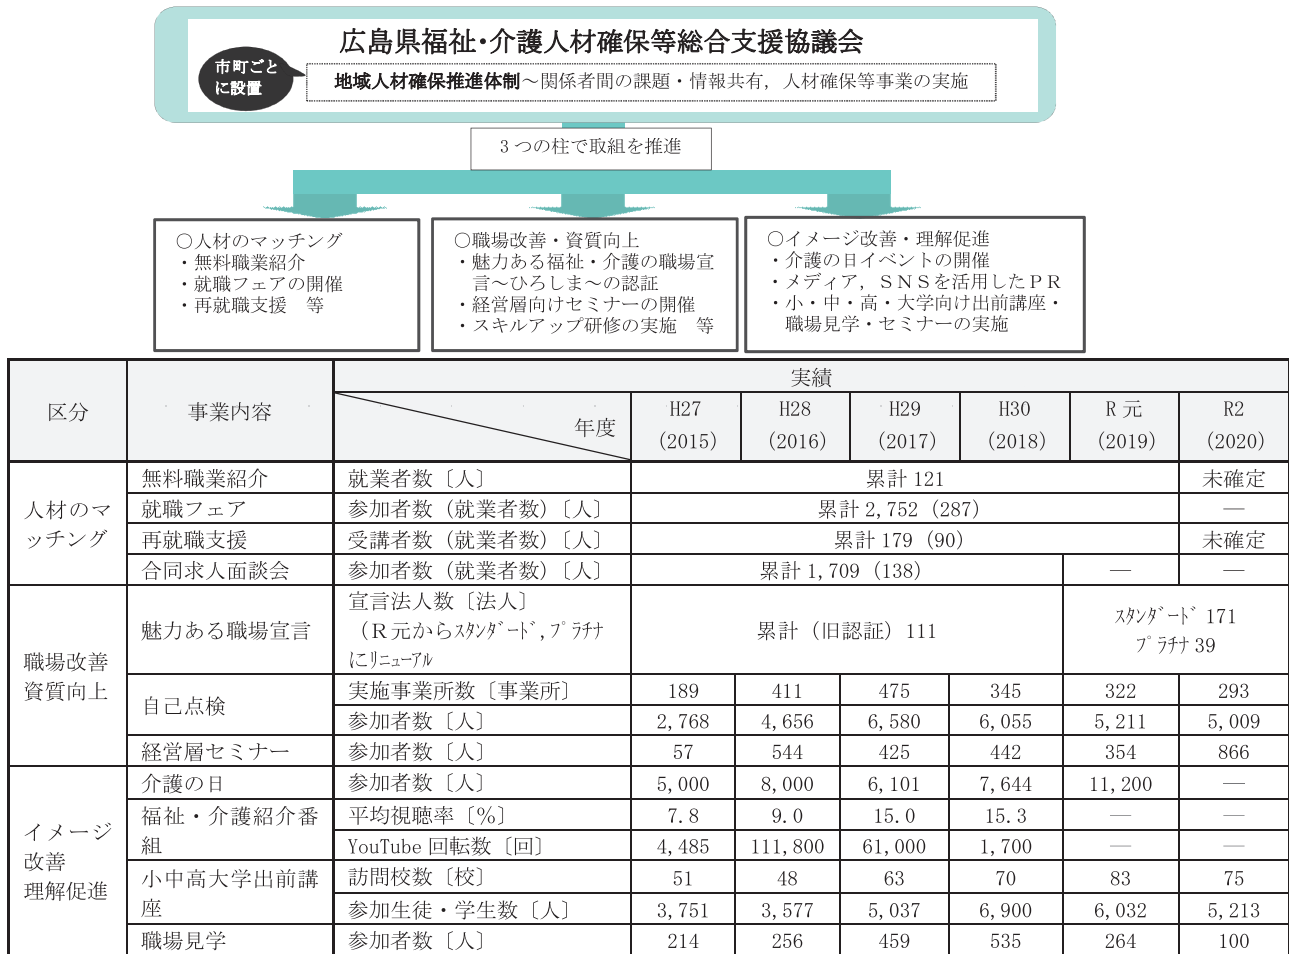 広島県福祉・介護人材確保等総合支援協議会
市町ごと
に設置
地域人材確保推進体制～関係者間の課題・情報共有，人材確保等事業の実施
3つの柱で取組を推進
○人材のマッチング
・無料職業紹介
・就職フェアの開催
・再就職支援　等
○職場改善・資質向上
・魅力ある福祉・介護の職場宣
言～ひろしま～の認証
・経営層向けセミナーの開催
・スキルアップ研修の実施　等
○イメージ改善・理解促進
・介護の日イベントの開催
・メディア，ＳＮＳを活用したＰＲ
・小・中・高・大学向け出前講座・
職場見学・セミナーの実施
区分 事業内容 実績
年度 H27 H28 H29 H30 R元 R2
(2015) (2016) (2017) (2018) (2019) (2020)
人材のマ
ッチング
無料職業紹介 就業者数〔人〕 累計 121 未確定
就職フェア 参加者数（就業者数）〔人〕 累計 2,752（287） ―
再就職支援 受講者数（就業者数）〔人〕 累計 179（90） 未確定
合同求人面談会 参加者数（就業者数）〔人〕 累計 1,709（138） ― ―
職場改善
資質向上
魅力ある職場宣言
宣言法人数〔法人〕
（Ｒ元からｽﾀﾝﾀﾞｰﾄﾞ,ﾌﾟﾗﾁﾅ
にﾘﾆｭｰｱﾙ
累計（旧認証）111
ｽﾀﾝﾀﾞｰﾄﾞ 171
ﾌﾟﾗﾁﾅ 39
自己点検 実施事業所数〔事業所〕 189 411 475 345 322 293
参加者数〔人〕 2,768 4,656 6,580 6,055 5,211 5,009
経営層セミナー 参加者数〔人〕 57 544 425 442 354 866
イメージ
改善
理解促進
介護の日 参加者数〔人〕 5,000 8,000 6,101 7,644 11,200 ―
福祉・介護紹介番
組
平均視聴率〔%〕 7.8 9.0 15.0 15.3 ― ―
YouTube 回転数〔回〕 4,485 111,800 61,000 1,700 ― ―
小中高大学出前講
座
訪問校数〔校〕 51 48 63 70 83 75
参加生徒・学生数〔人〕 3,751 3,577 5,037 6,900 6,032 5,213
職場見学 参加者数〔人〕 214 256 459 535 264 100